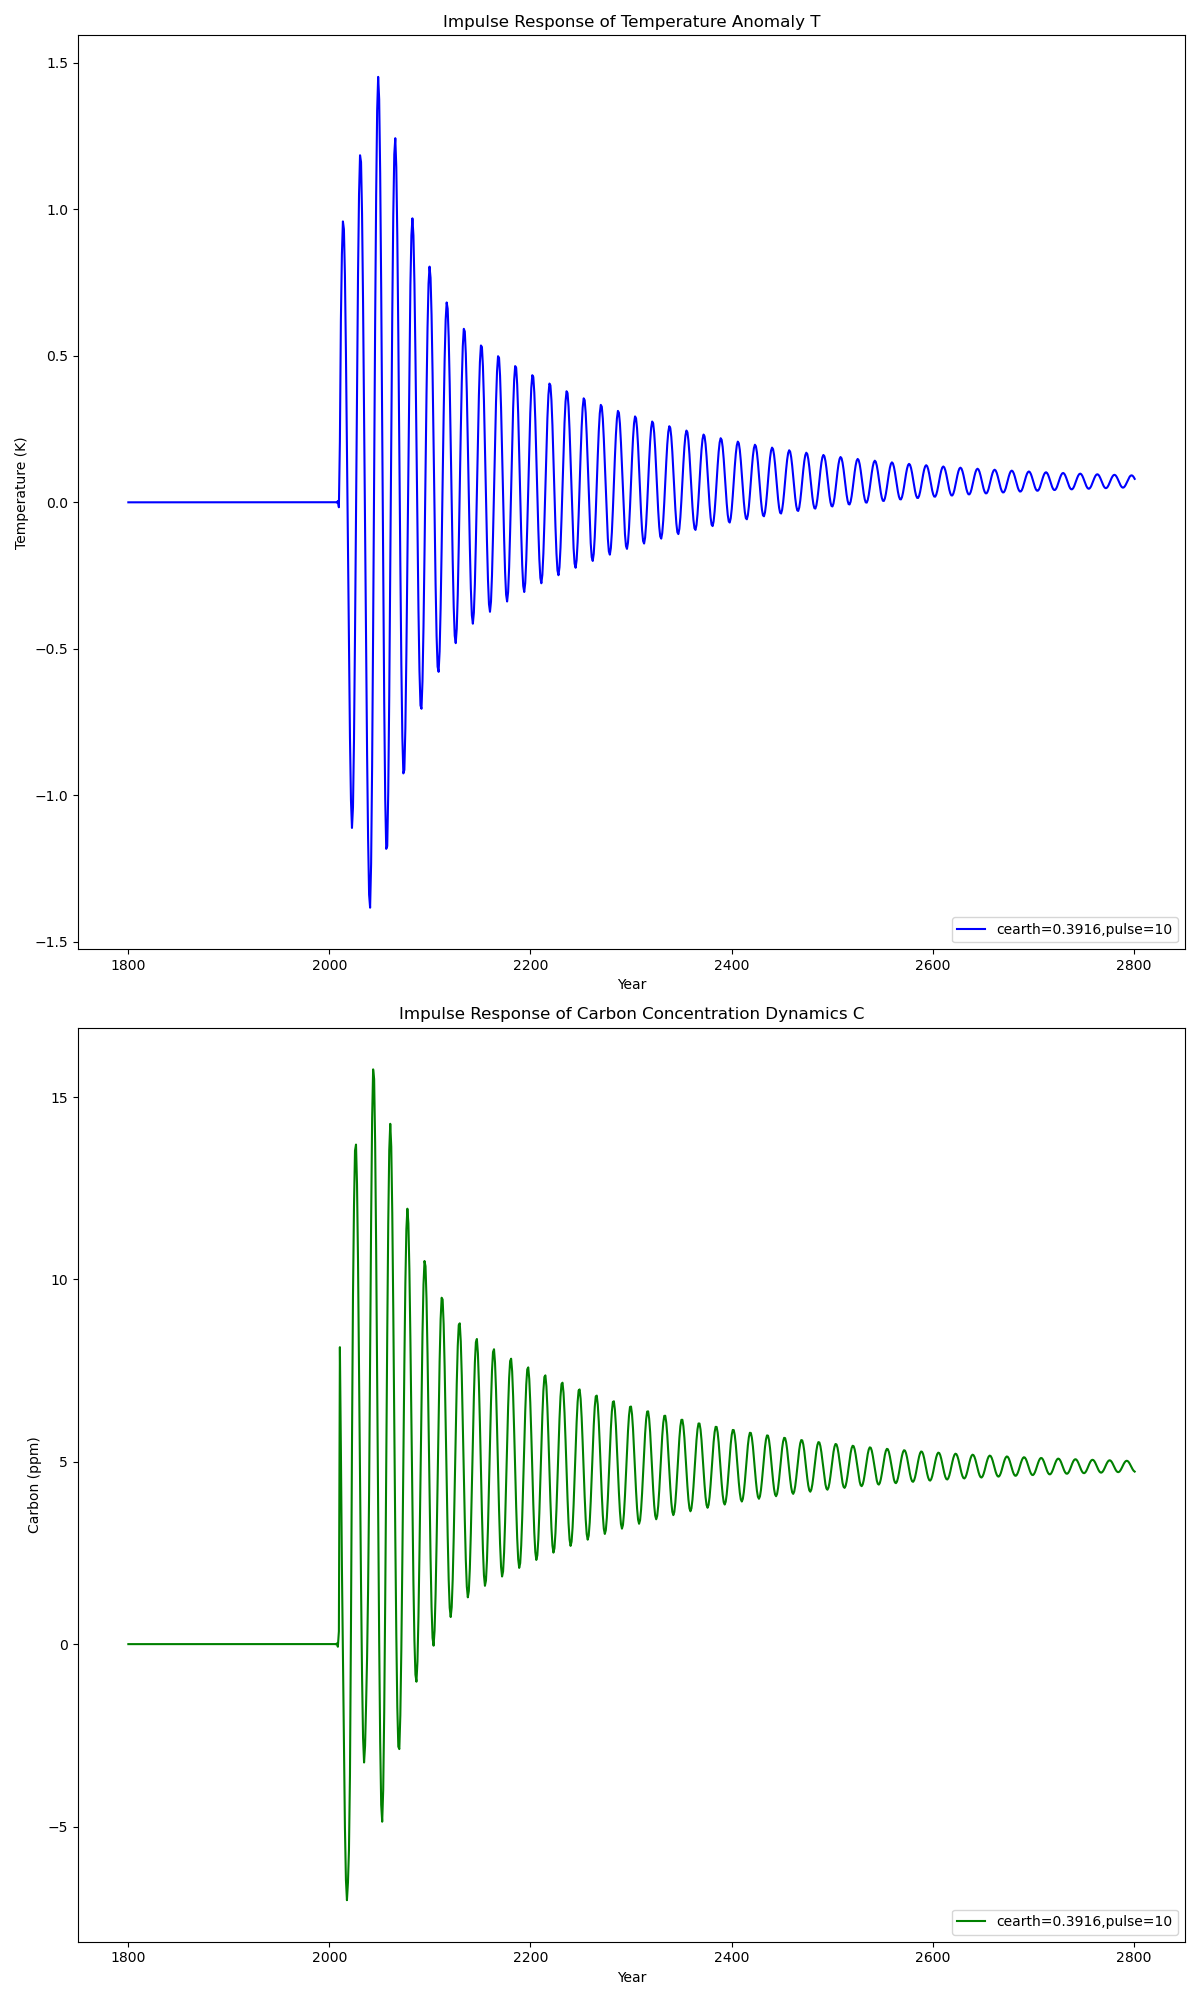 Impulse Response of Temperature Anomaly T
1.5
1.0
0.5
0.0
−0.5
−1.0
−1.5
Temperature (K)
cearth=0.3916,pulse=10
1800 2000 2200 2400 2600 2800
Year
Impulse Response of Carbon Concentration Dynamics C
15
10
5
0
−5
Carbon (ppm)
cearth=0.3916,pulse=10
1800 2000 2200 2400 2600 2800
Year